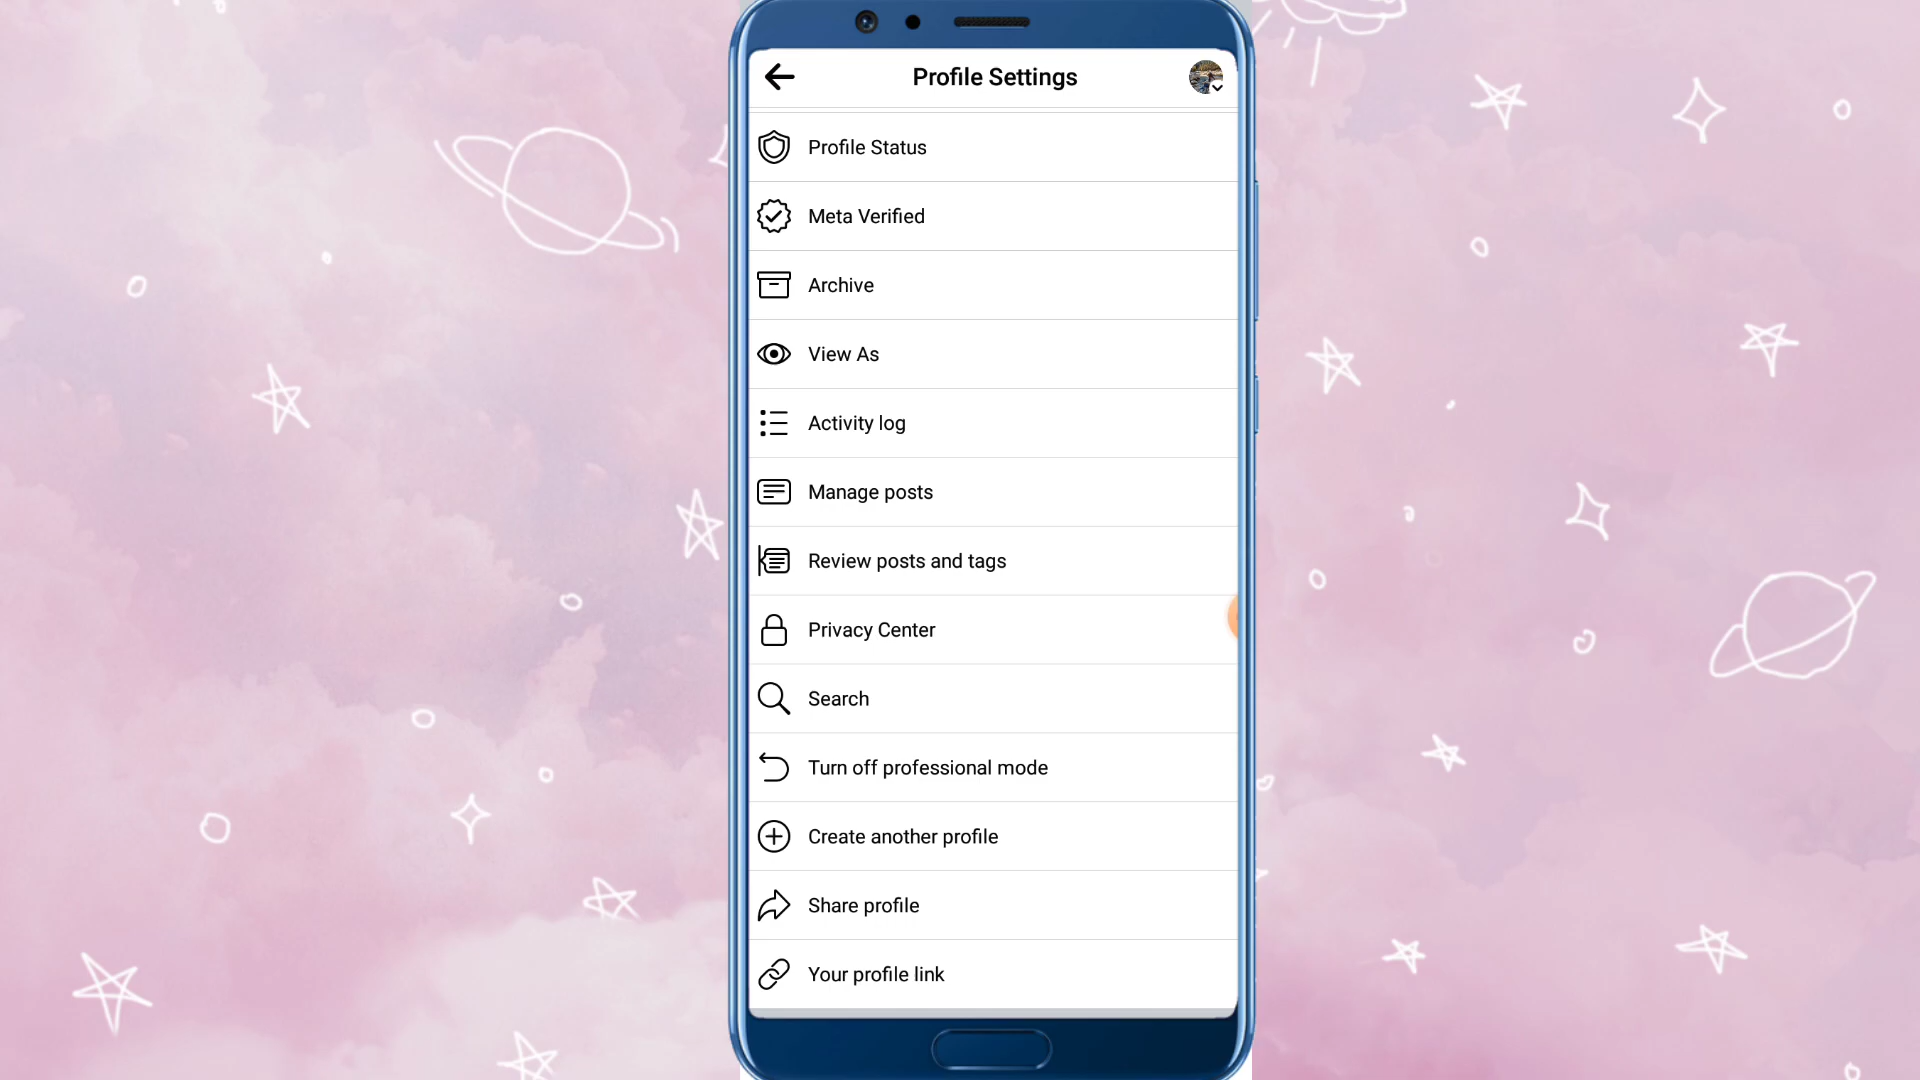 Profile Settings
Profile Status
Meta Verified
Archive
View As
Activity log
Manage posts
Review posts and tags
Privacy Center
Search
Turn off professional mode
Create another profile
Share profile
Your profile link